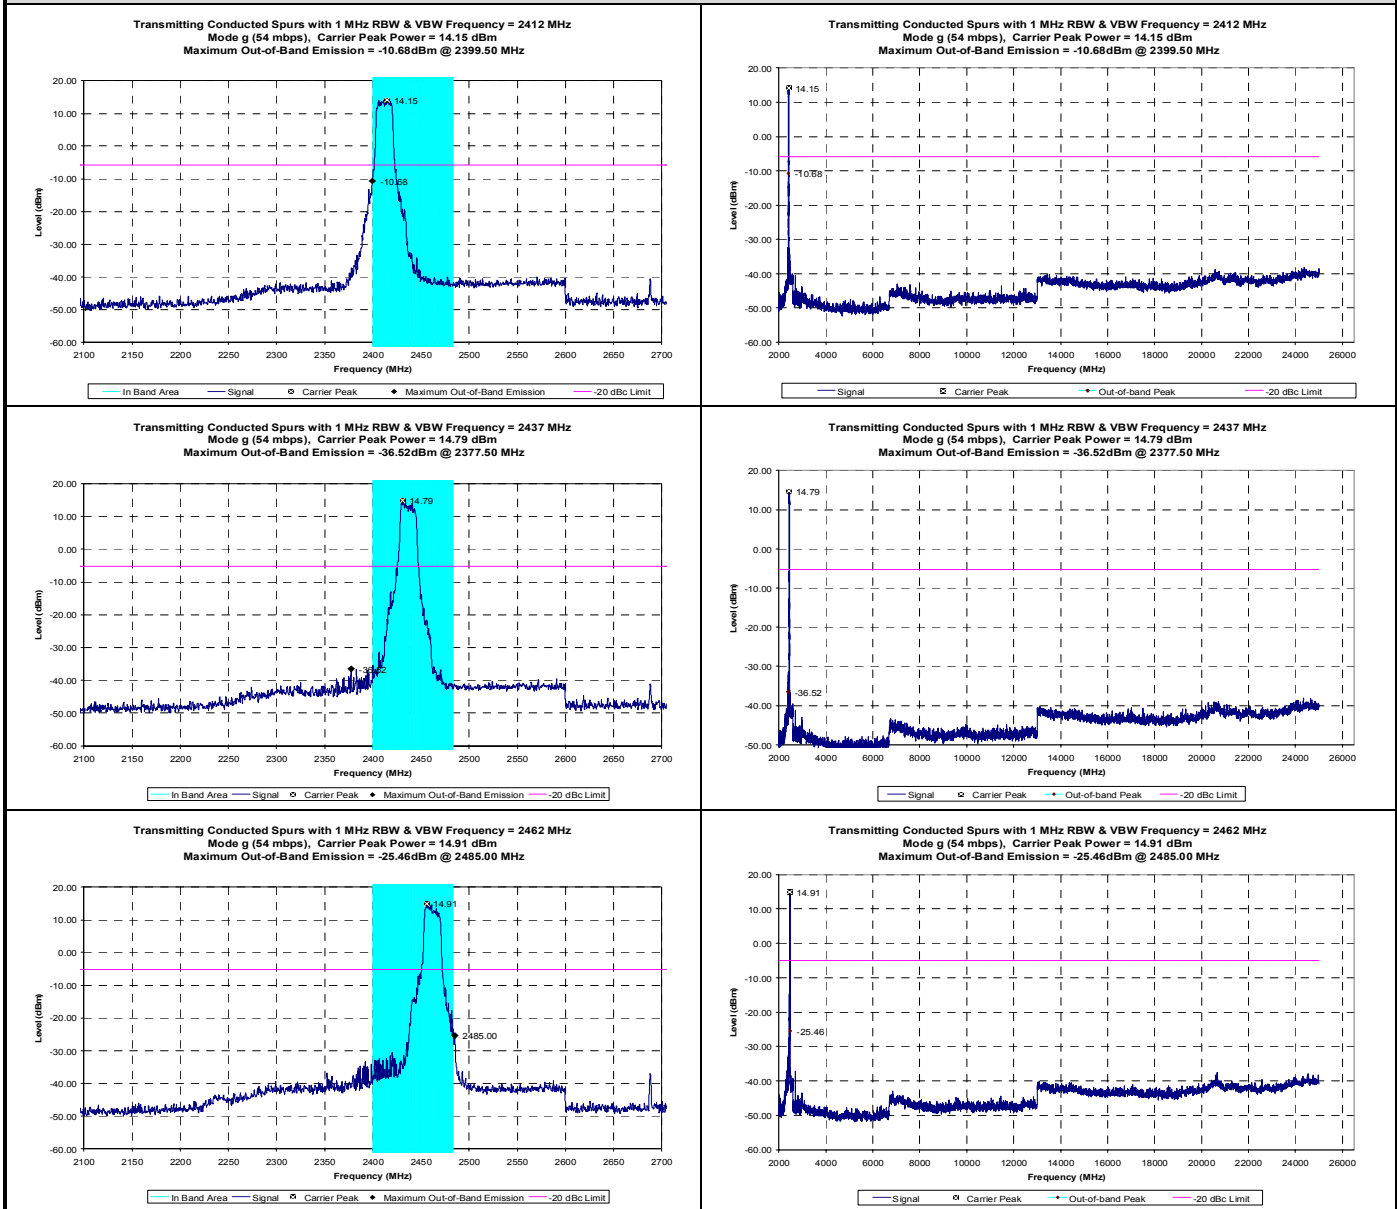 Transmitting Conducted Spurs with 1 MHz RBW & VBW Frequency = 2412 MHz
Mode g (54 mbps), Carrier Peak Power = 14.15 dBm
Maximum Out-of-Band Emission = -10.68dBm @ 2399.50 MHz
20.00
10.00
0.00
-10.00
-20.00
-30.00
-40.00
-50.00
-60.00
Level (dBm)
14.15
-10.68
2100 2150 2200 2250 2300 2350 2400 2450 2500 2550 2600 2650 2700
Frequency (MHz)
In Band Area Signal Carrier Peak Maximum Out-of-Band Emission -20 dBc Limit
Transmitting Conducted Spurs with 1 MHz RBW & VBW Frequency = 2412 MHz
Mode g (54 mbps), Carrier Peak Power = 14.15 dBm
Maximum Out-of-Band Emission = -10.68dBm @ 2399.50 MHz
20.00
10.00
0.00
-10.00
-20.00
-30.00
-40.00
-50.00
-60.00
Level (dBm)
14.15
-10.68
2000 4000 6000 8000 10000 12000 14000 16000 18000 20000 22000 24000 26000
Frequency (MHz)
Signal Carrier Peak Out-of-band Peak -20 dBc Limit
Transmitting Conducted Spurs with 1 MHz RBW & VBW Frequency = 2437 MHz
Mode g (54 mbps), Carrier Peak Power = 14.79 dBm
Maximum Out-of-Band Emission = -36.52dBm @ 2377.50 MHz
20.00
10.00
0.00
-10.00
-20.00
-30.00
-40.00
-50.00
-60.00
Level (dBm)
14.79
-36.52
2100 2150 2200 2250 2300 2350 2400 2450 2500 2550 2600 2650 2700
Frequency (MHz)
In Band Area Signal Carrier Peak Maximum Out-of-Band Emission -20 dBc Limit
Transmitting Conducted Spurs with 1 MHz RBW & VBW Frequency = 2437 MHz
Mode g (54 mbps), Carrier Peak Power = 14.79 dBm
Maximum Out-of-Band Emission = -36.52dBm @ 2377.50 MHz
20.00
10.00
0.00
-10.00
-20.00
-30.00
-40.00
-50.00
Level (dBm)
14.79
-36.52
2000 4000 6000 8000 10000 12000 14000 16000 18000 20000 22000 24000 26000
Frequency (MHz)
Signal Carrier Peak Out-of-band Peak -20 dBc Limit
Transmitting Conducted Spurs with 1 MHz RBW & VBW Frequency = 2462 MHz
Mode g (54 mbps), Carrier Peak Power = 14.91 dBm
Maximum Out-of-Band Emission = -25.46dBm @ 2485.00 MHz
20.00
10.00
0.00
-10.00
-20.00
-30.00
-40.00
-50.00
-60.00
Level (dBm)
14.91
2485.00
2100 2150 2200 2250 2300 2350 2400 2450 2500 2550 2600 2650 2700
Frequency (MHz)
In Band Area Signal Carrier Peak Maximum Out-of-Band Emission -20 dBc Limit
Transmitting Conducted Spurs with 1 MHz RBW & VBW Frequency = 2462 MHz
Mode g (54 mbps), Carrier Peak Power = 14.91 dBm
Maximum Out-of-Band Emission = -25.46dBm @ 2485.00 MHz
20.00
10.00
0.00
-10.00
-20.00
-30.00
-40.00
-50.00
-60.00
Level (dBm)
14.91
-25.46
2000 4000 6000 8000 10000 12000 14000 16000 18000 20000 22000 24000 26000
Frequency (MHz)
Signal Carrier Peak Out-of-band Peak -20 dBc Limit